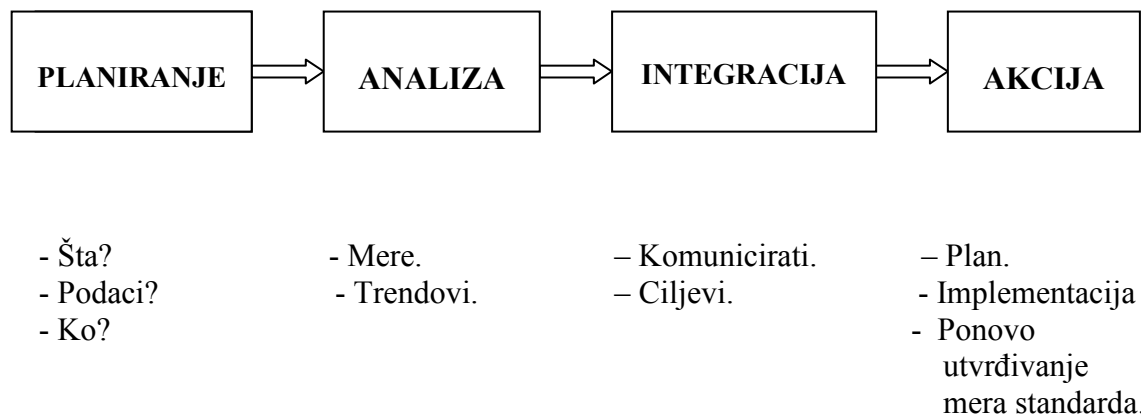 PLANIRANJE
ANALIZA
INTEGRACIJA
AKCIJA
- Šta?
- Podaci?
- Ko?
- Mere.
- Trendovi.
– Komunicirati.
– Ciljevi.
– Plan.
- Implementacija
- Ponovo
utvrđivanje
mera standarda.